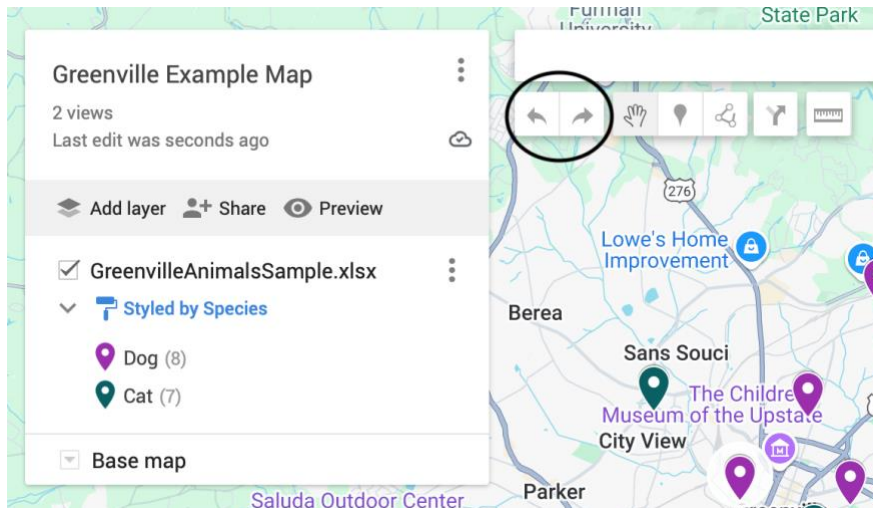 Furman
University
State Park
Greenville Example Map
2 views
Last edit was seconds ago
Add layer Share Preview
GreenvilleAnimalsSample.xlsx
Styled by Species
Dog (8)
Cat (7)
Base map
276
Lowe's Home
Improvement
Berea
Sans Souci
The Childre
Museum of the Upstate
City View
Parker
Saluda Outdoor Center